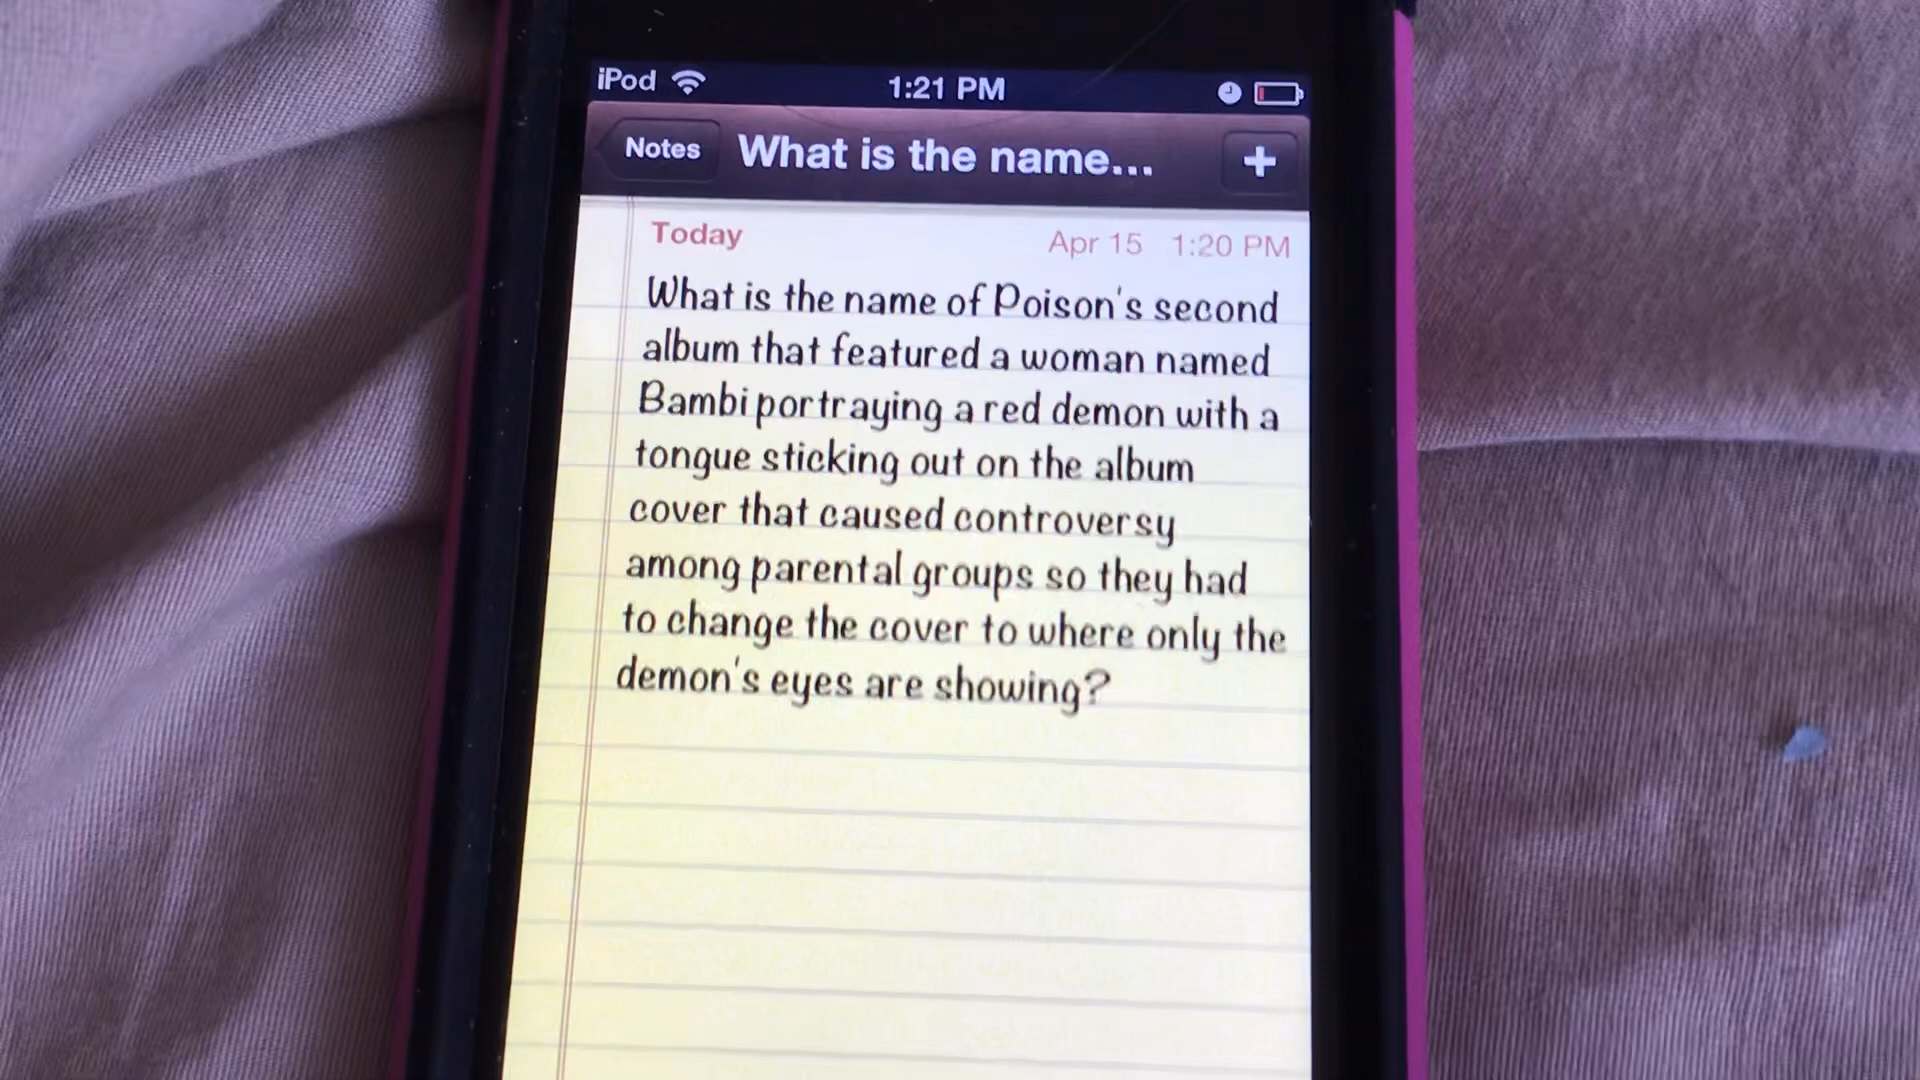 iPod 1:21 PM
Notes What is the name... +
Today Apr 15 1:20 PM
What is the name of Poison's second
album that featured a woman named
Bambi portraying a red demon with a
tongue sticking out on the album
cover that caused controversy
among parental groups so they had
to change the cover to where only the
demon's eyes are showing?